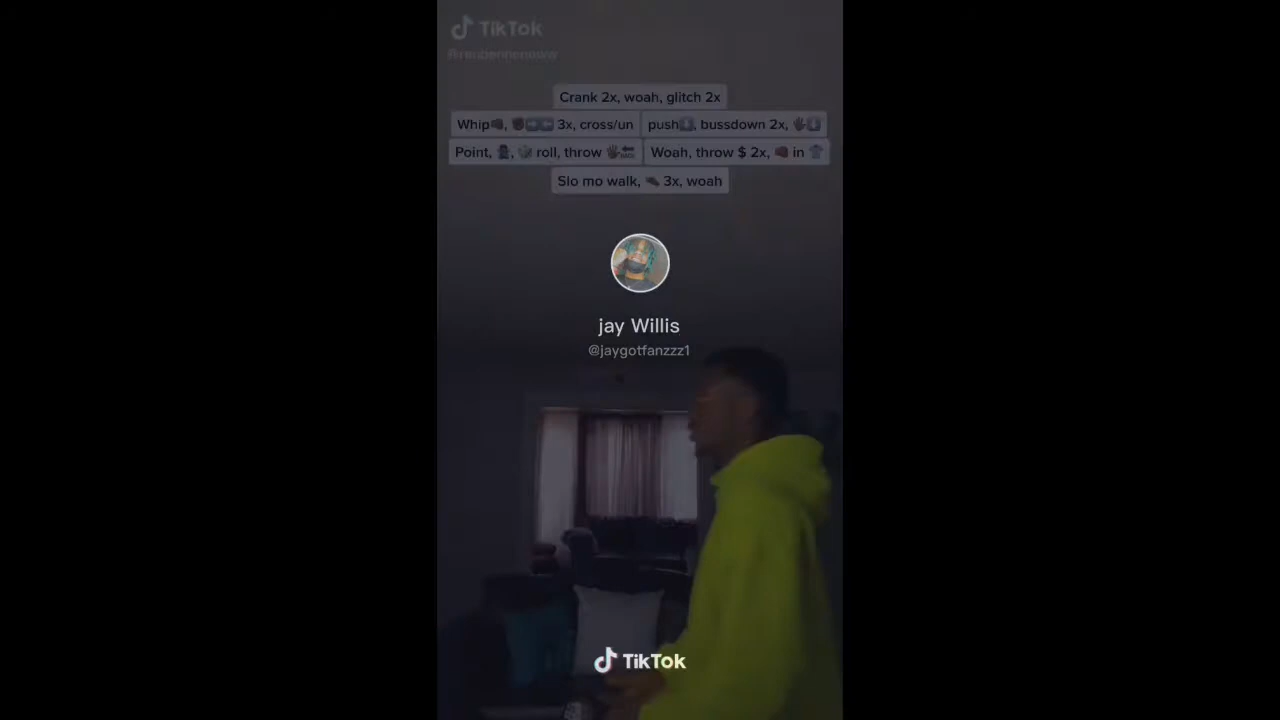 TikTok
Crank 2x, woah, glitch 2x
Whip👊🏿, ✊🏿➡️⬅️ 3x, cross/un push⬇️, bussdown 2x, 🖐🏿⬇️
Point, 👤, 🎲 roll, throw 🖐🏿🔙 Woah, throw $ 2x, 👊🏿 in 👕
Slo mo walk, 👞 3x, woah
jay Willis
@jaygotfanzzz1
TikTok